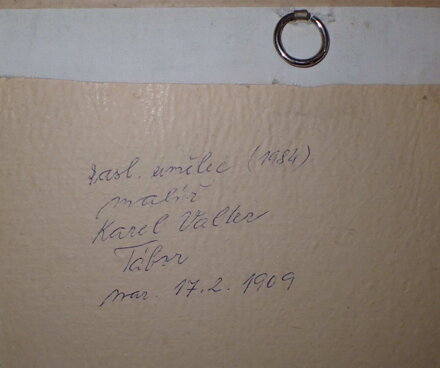 zasl. umělec (1984)
malíř
Karel Valter
Tábor
nar. 17.2. 1909